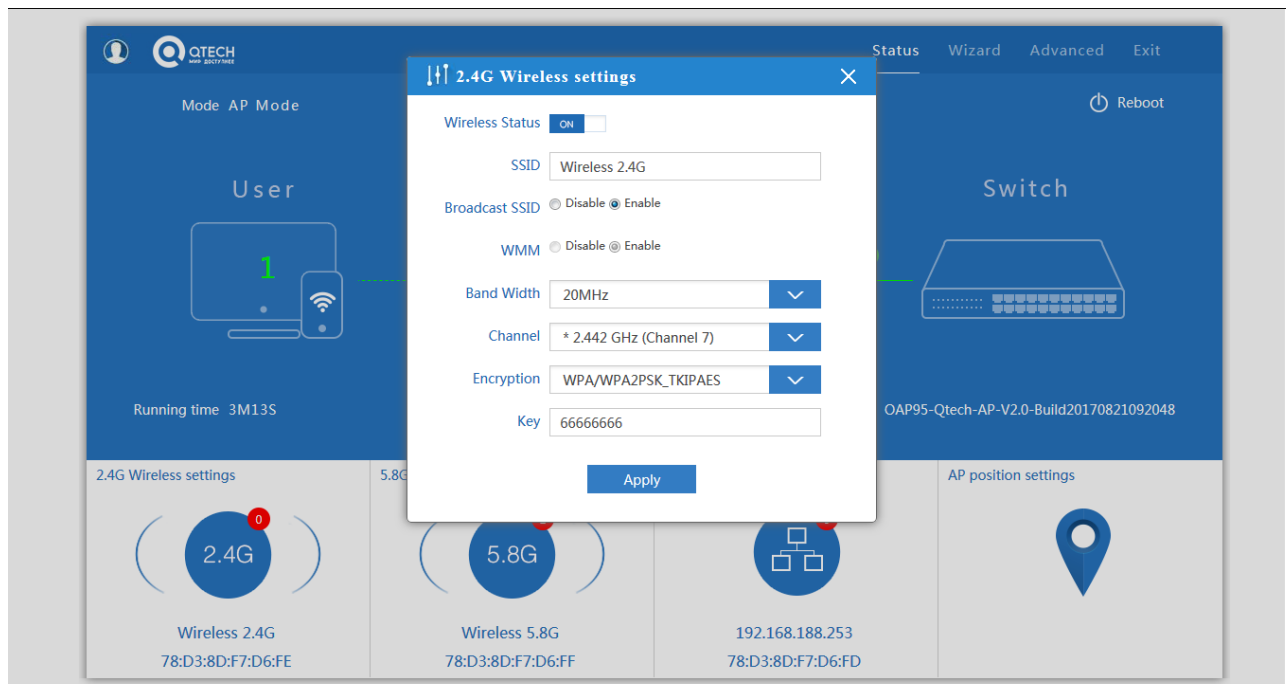 QTECH
МИР ДОСТУПНЕЕ
Status Wizard Advanced Exit
2.4G Wireless settings
Mode AP Mode
Reboot
Wireless Status ON
SSID Wireless 2.4G
User
Switch
Broadcast SSID Disable Enable
WMM Disable Enable
1
Band Width 20MHz
Channel * 2.442 GHz (Channel 7)
Encryption WPA/WPA2PSK_TKIPAES
Running time 3M13S
OAP95-Qtech-AP-V2.0-Build20170821092048
Key 66666666
Apply
2.4G Wireless settings
5.8G
AP position settings
0
2.4G
5.8G
Wireless 2.4G
Wireless 5.8G
192.168.188.253
78:D3:8D:F7:D6:FE
78:D3:8D:F7:D6:FF
78:D3:8D:F7:D6:FD